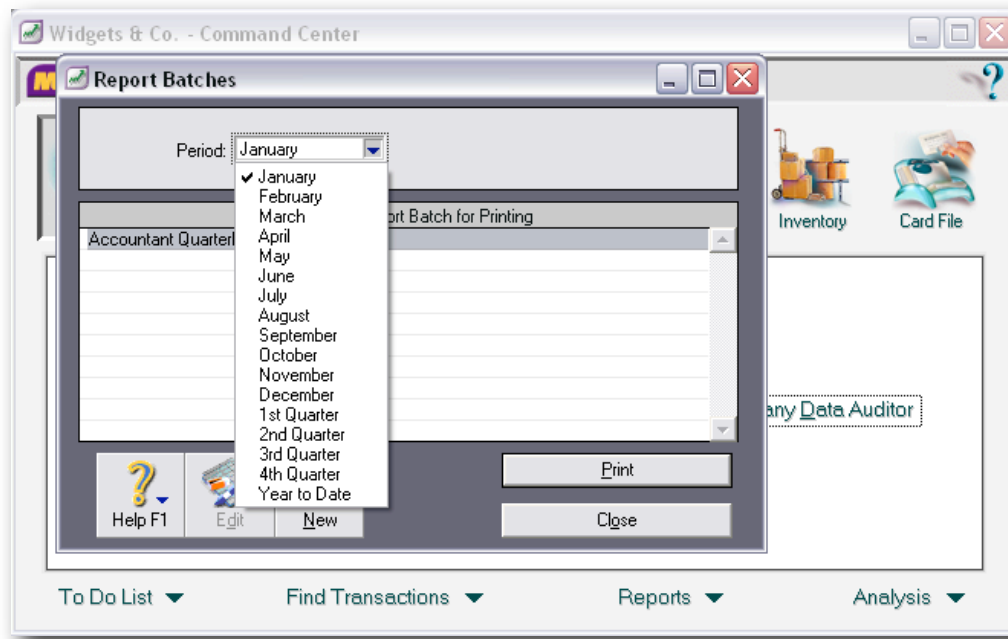 Widgets & Co. - Command Center
M
Report Batches
?
Period: January
January
February
March
April
May
June
July
August
September
October
November
December
1st Quarter
2nd Quarter
3rd Quarter
4th Quarter
Year to Date
ort Batch for Printing
Accountant Quarterl
Inventory
Card File
any Data Auditor
Print
Help F1
Edit
New
Close
To Do List
Find Transactions
Reports
Analysis